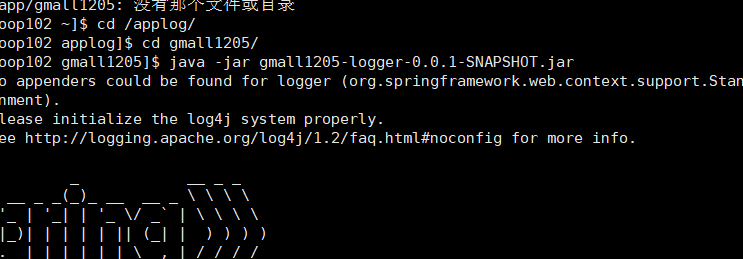 app/gmall1205: 没有那个文件或目录
oop102 ~]$ cd /applog/
oop102 applog]$ cd gmall1205/
oop102 gmall1205]$ java -jar gmall1205-logger-0.0.1-SNAPSHOT.jar
o appenders could be found for logger (org.springframework.web.context.support.Stan
nment).
lease initialize the log4j system properly.
ee http://logging.apache.org/log4j/1.2/faq.html#noconfig for more info.